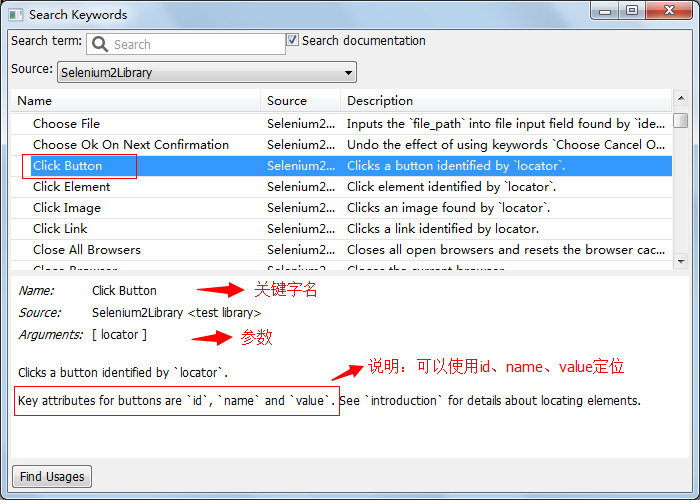 Search Keywords
Search term: Search Search documentation
Source: Selenium2Library
Name Source Description
Choose File Selenium2... Inputs the `file_path` into file input field found by `ide...
Choose Ok On Next Confirmation Selenium2... Undo the effect of using keywords `Choose Cancel O...
Click Button Selenium2... Clicks a button identified by `locator`.
Click Element Selenium2... Click element identified by `locator`.
Click Image Selenium2... Clicks an image found by `locator`.
Click Link Selenium2... Clicks a link identified by locator.
Close All Browsers Selenium2... Closes all open browsers and resets the browser cac...
Close Browser Selenium2... Closes the current browser
Name: Click Button 关键字名
Source: Selenium2Library <test library>
Arguments: [ locator ] 参数
Clicks a button identified by `locator`. 说明：可以使用id、name、value定位
Key attributes for buttons are `id`, `name` and `value`. See `introduction` for details about locating elements.
Find Usages